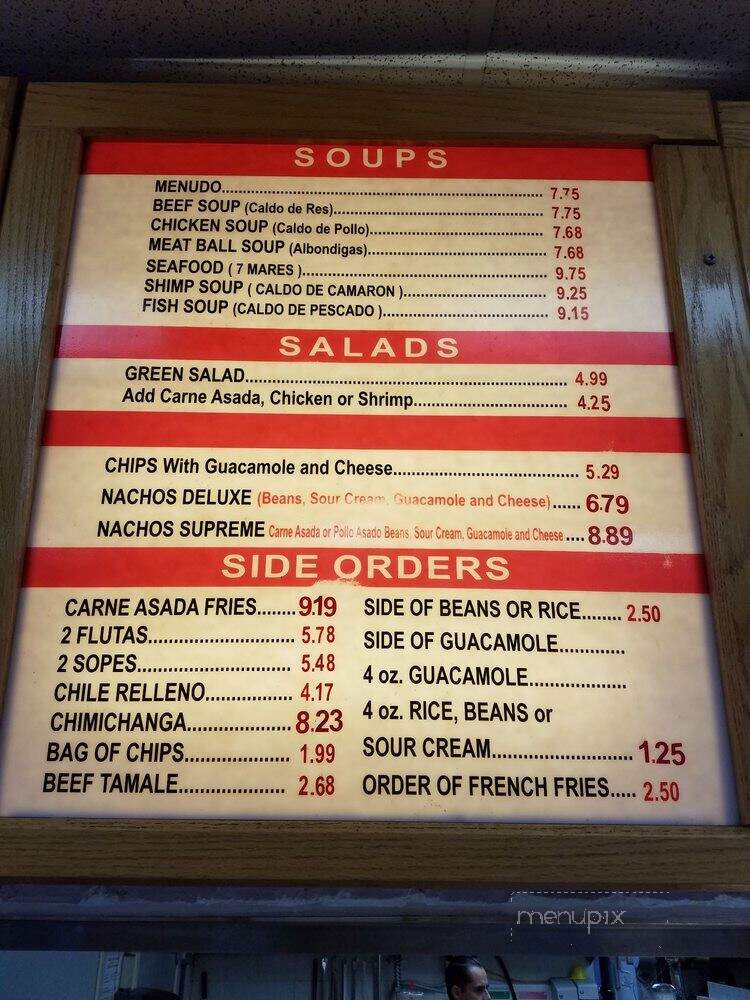 SOUPS
MENUDO........ 7.75
BEEF SOUP (Caldo de Res)........ 7.75
CHICKEN SOUP (Caldo de Pollo)........ 7.68
MEAT BALL SOUP (Albondigas)........ 7.68
SEAFOOD ( 7 MARES )........ 9.75
SHIMP SOUP ( CALDO DE CAMARON )........ 9.25
FISH SOUP (CALDO DE PESCADO )........ 9.15
SALADS
GREEN SALAD........ 4.99
Add Carne Asada, Chicken or Shrimp........ 4.25
CHIPS With Guacamole and Cheese........ 5.29
NACHOS DELUXE (Beans, Sour Cream, Guacamole and Cheese)...... 6.79
NACHOS SUPREME Carne Asada or Pollo Asado Beans, Sour Cream, Guacamole and Cheese .... 8.89
SIDE ORDERS
CARNE ASADA FRIES....... 9.19
2 FLUTAS........ 5.78
2 SOPES........ 5.48
CHILE RELLENO........ 4.17
CHIMICHANGA........ 8.23
BAG OF CHIPS........ 1.99
BEEF TAMALE........ 2.68
SIDE OF BEANS OR RICE........ 2.50
SIDE OF GUACAMOLE............
4 oz. GUACAMOLE..................
4 oz. RICE, BEANS or
SOUR CREAM........ 1.25
ORDER OF FRENCH FRIES..... 2.50
menupix